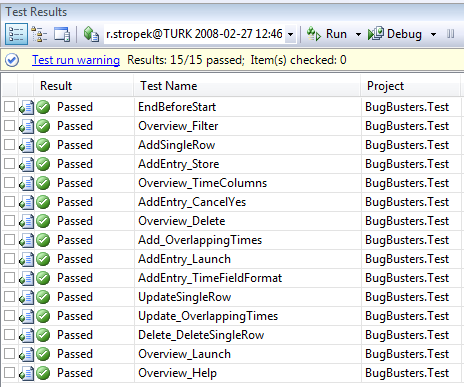 Test Results
r.stropek@TURK 2008-02-27 12:46 Run Debug
Test run warning Results: 15/15 passed; Item(s) checked: 0
Result Test Name Project
Passed EndBeforeStart BugBusters.Test
Passed Overview_Filter BugBusters.Test
Passed AddSingleRow BugBusters.Test
Passed AddEntry_Store BugBusters.Test
Passed Overview_TimeColumns BugBusters.Test
Passed AddEntry_CancelYes BugBusters.Test
Passed Overview_Delete BugBusters.Test
Passed Add_OverlappingTimes BugBusters.Test
Passed AddEntry_Launch BugBusters.Test
Passed AddEntry_TimeFieldFormat BugBusters.Test
Passed UpdateSingleRow BugBusters.Test
Passed Update_OverlappingTimes BugBusters.Test
Passed Delete_DeleteSingleRow BugBusters.Test
Passed Overview_Launch BugBusters.Test
Passed Overview_Help BugBusters.Test